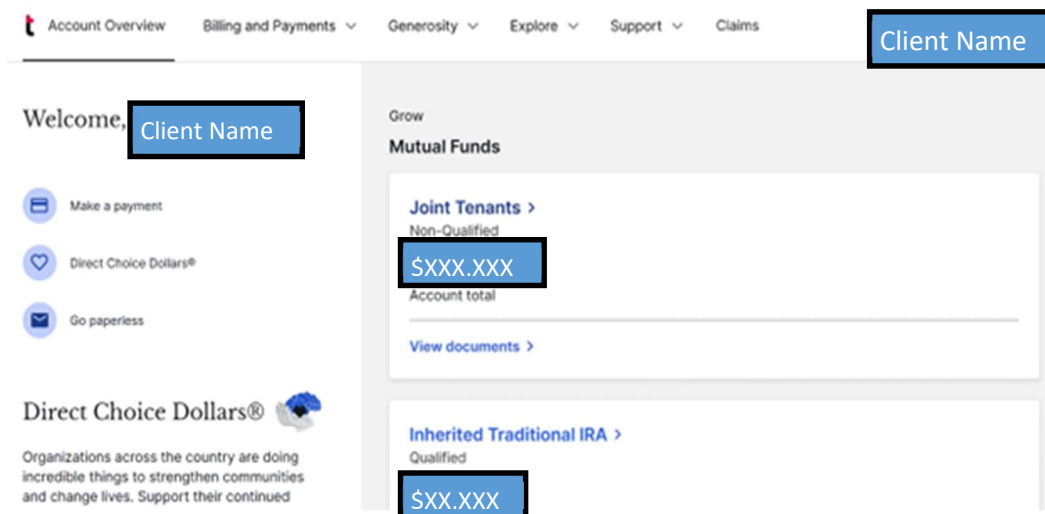 Account Overview Billing and Payments Generosity Explore Support Claims
Client Name
Welcome, Client Name
Make a payment
Direct Choice Dollars®
Go paperless
Direct Choice Dollars®
Organizations across the country are doing
incredible things to strengthen communities
and change lives. Support their continued
Grow
Mutual Funds
Joint Tenants >
Non-Qualified
$XXX.XXX
Account total
View documents >
Inherited Traditional IRA >
Qualified
$XX.XXX